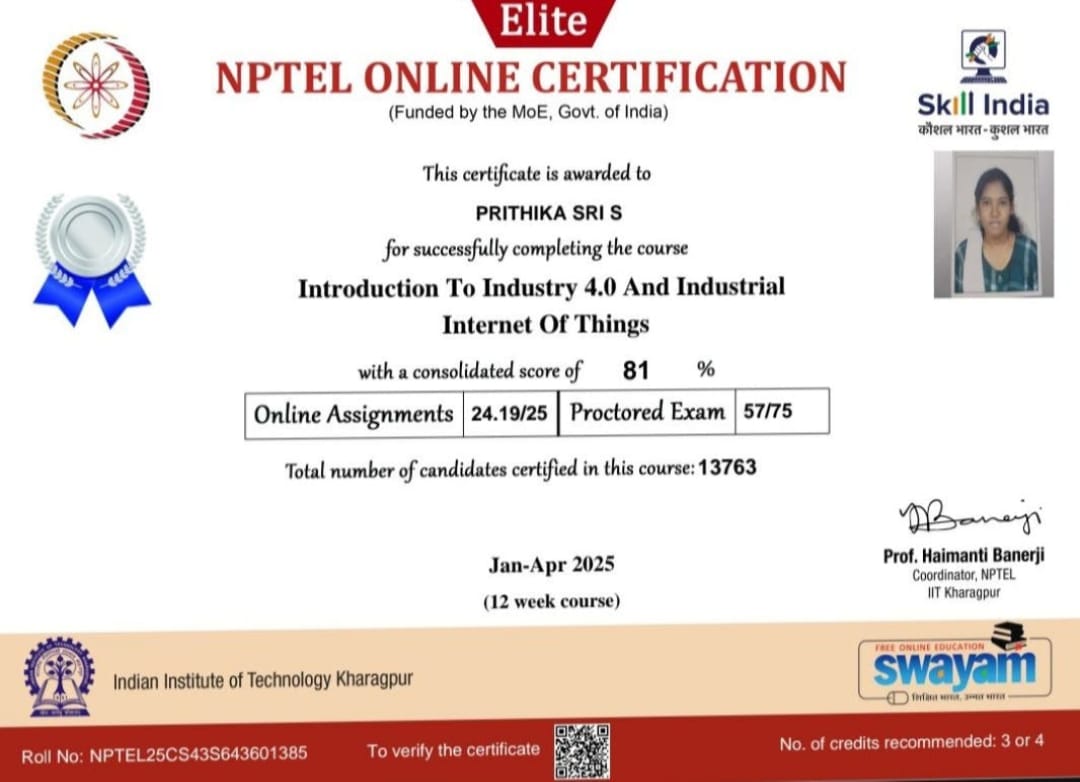 Elite
NPTEL ONLINE CERTIFICATION
(Funded by the MoE, Govt. of India)
Skill India
कौशल भारत-कुशल भारत
This certificate is awarded to
PRITHIKA SRI S
for successfully completing the course
Introduction To Industry 4.0 And Industrial
Internet Of Things
with a consolidated score of 81 %
Online Assignments 24.19/25 Proctored Exam 57/75
Total number of candidates certified in this course: 13763
Jan-Apr 2025
(12 week course)
Prof. Haimanti Banerji
Coordinator, NPTEL
IIT Kharagpur
Indian Institute of Technology Kharagpur
FREE ONLINE EDUCATION
swayam
शिक्षित भारत, उन्नत भारत
Roll No: NPTEL25CS43S643601385
To verify the certificate
No. of credits recommended: 3 or 4